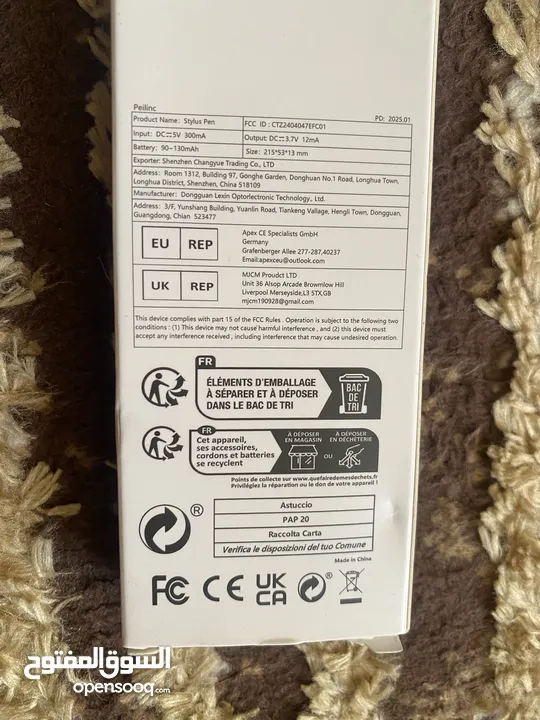 Peilinc
PD: 2025.01
Product Name: Stylus Pen
FCC ID : CTZ2404047EFC01
Input: DC⎓5V 300mA
Output: DC⎓3.7V 12mA
Battery: 90~130mAh
Size: 215*53*13 mm
Exporter: Shenzhen Changyue Trading Co., LTD
Address: Room 1312, Building 97, Gonghe Garden, Donghuan No.1 Road, Longhua Town,
Longhua District, Shenzhen, China 518109
Manufacturer: Dongguan Lexin Optorlectronic Technology., Ltd.
Address: 3/F, Yunshang Building, Yuanlin Road, Tiankeng Vallage, Hengli Town, Dongguan,
Guangdong, Chian 523477
EU REP
Apex CE Specialists GmbH
Germany
Grafenberger Allee 277-287,40237
Email:apexceu@outlook.com
UK REP
MJCM Proudct LTD
Unit 36 Alsop Arcade Brownlow Hill
Liverpool Merseyside,L3 5TX,GB
mjcm190928@gmail.com
This device complies with part 15 of the FCC Rules . Operation is subject to the following two
conditions : (1) This device may not cause harmful interference , and (2) this device must
accept any interference received , including interference that may cause undesired operation.
FR
ÉLÉMENTS D'EMBALLAGE
À SÉPARER ET À DÉPOSER
DANS LE BAC DE TRI
BAC
DE
TRI
FR
Cet appareil,
ses accessoires,
cordons et batteries
se recyclent
À DÉPOSER
EN MAGASIN
OU
À DÉPOSER
EN DÉCHÈTERIE
Points de collecte sur www.quefairedemesdechets.fr
Privilégiez la réparation ou le don de votre appareil !
®
Astuccio
PAP 20
Raccolta Carta
Verifica le disposizioni del tuo Comune
Made in China
FC CE UK
CA
®
السوق المفتوح
opensooq.com